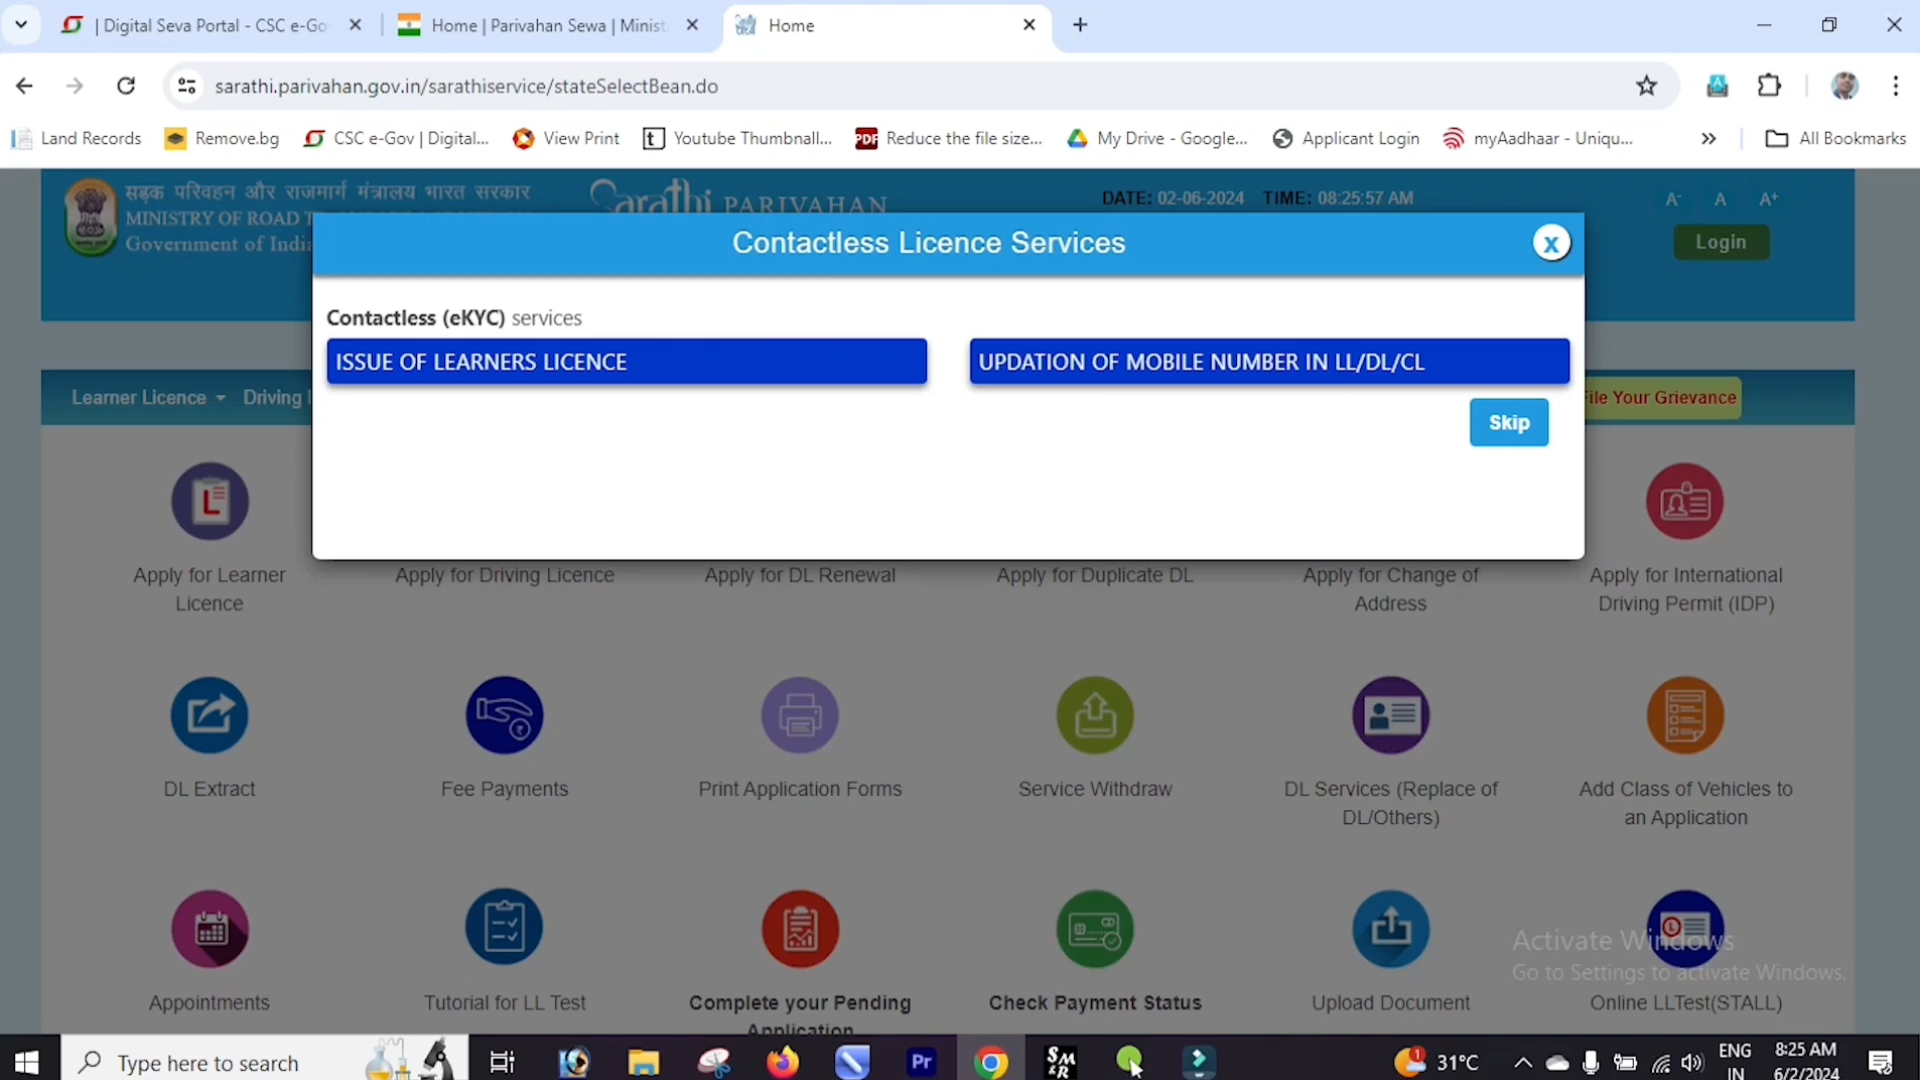 | Digital Seva Portal - CSC e-Go
Home | Parivahan Sewa | Minist
Home
sarathi.parivahan.gov.in/sarathiservice/stateSelectBean.do
Land Records
Remove.bg
CSC e-Gov | Digital...
View Print
Youtube Thumbnall...
PDF
Reduce the file size...
My Drive - Google...
Applicant Login
myAadhaar - Uniqu...
All Bookmarks
सड़क परिवहन और राजमार्ग मंत्रालय भारत सरकार
MINISTRY OF ROAD T
Government of India
Sarathi PARIVAHAN
DATE: 02-06-2024 TIME: 08:25:57 AM
A- A A+
Login
Contactless Licence Services
x
Contactless (eKYC) services
ISSUE OF LEARNERS LICENCE
UPDATION OF MOBILE NUMBER IN LL/DL/CL
Skip
Learner Licence
Driving
File Your Grievance
Apply for Learner
Licence
Apply for Driving Licence
Apply for DL Renewal
Apply for Duplicate DL
Apply for Change of
Address
Apply for International
Driving Permit (IDP)
DL Extract
Fee Payments
Print Application Forms
Service Withdraw
DL Services (Replace of
DL/Others)
Add Class of Vehicles to
an Application
Appointments
Tutorial for LL Test
Complete your Pending
Application
Check Payment Status
Upload Document
Online LLTest(STALL)
Activate Windows
Go to Settings to activate Windows.
Type here to search
Pr
SM
&R
1
31°C
ENG
IN
8:25 AM
6/2/2024